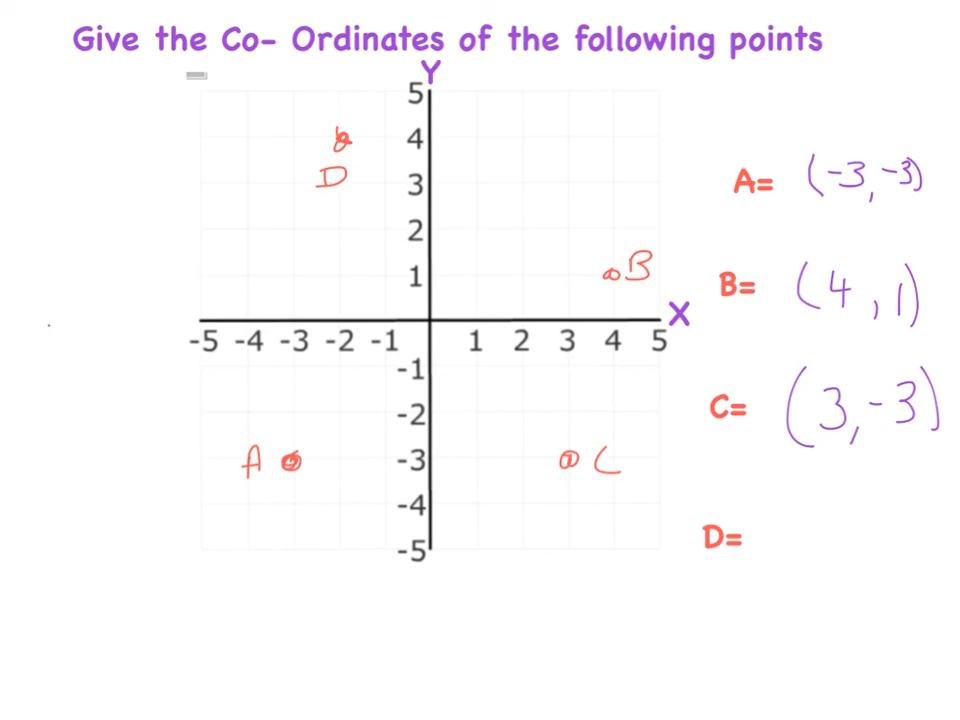 Give the Co- Ordinates of the following points
Y
5
4
D
3
A= (-3,-3)
2
B
1
B= (4,1)
X
-5 -4 -3 -2 -1 1 2 3 4 5
-1
-2
C= (3,-3)
A
-3
C
-4
D=
-5